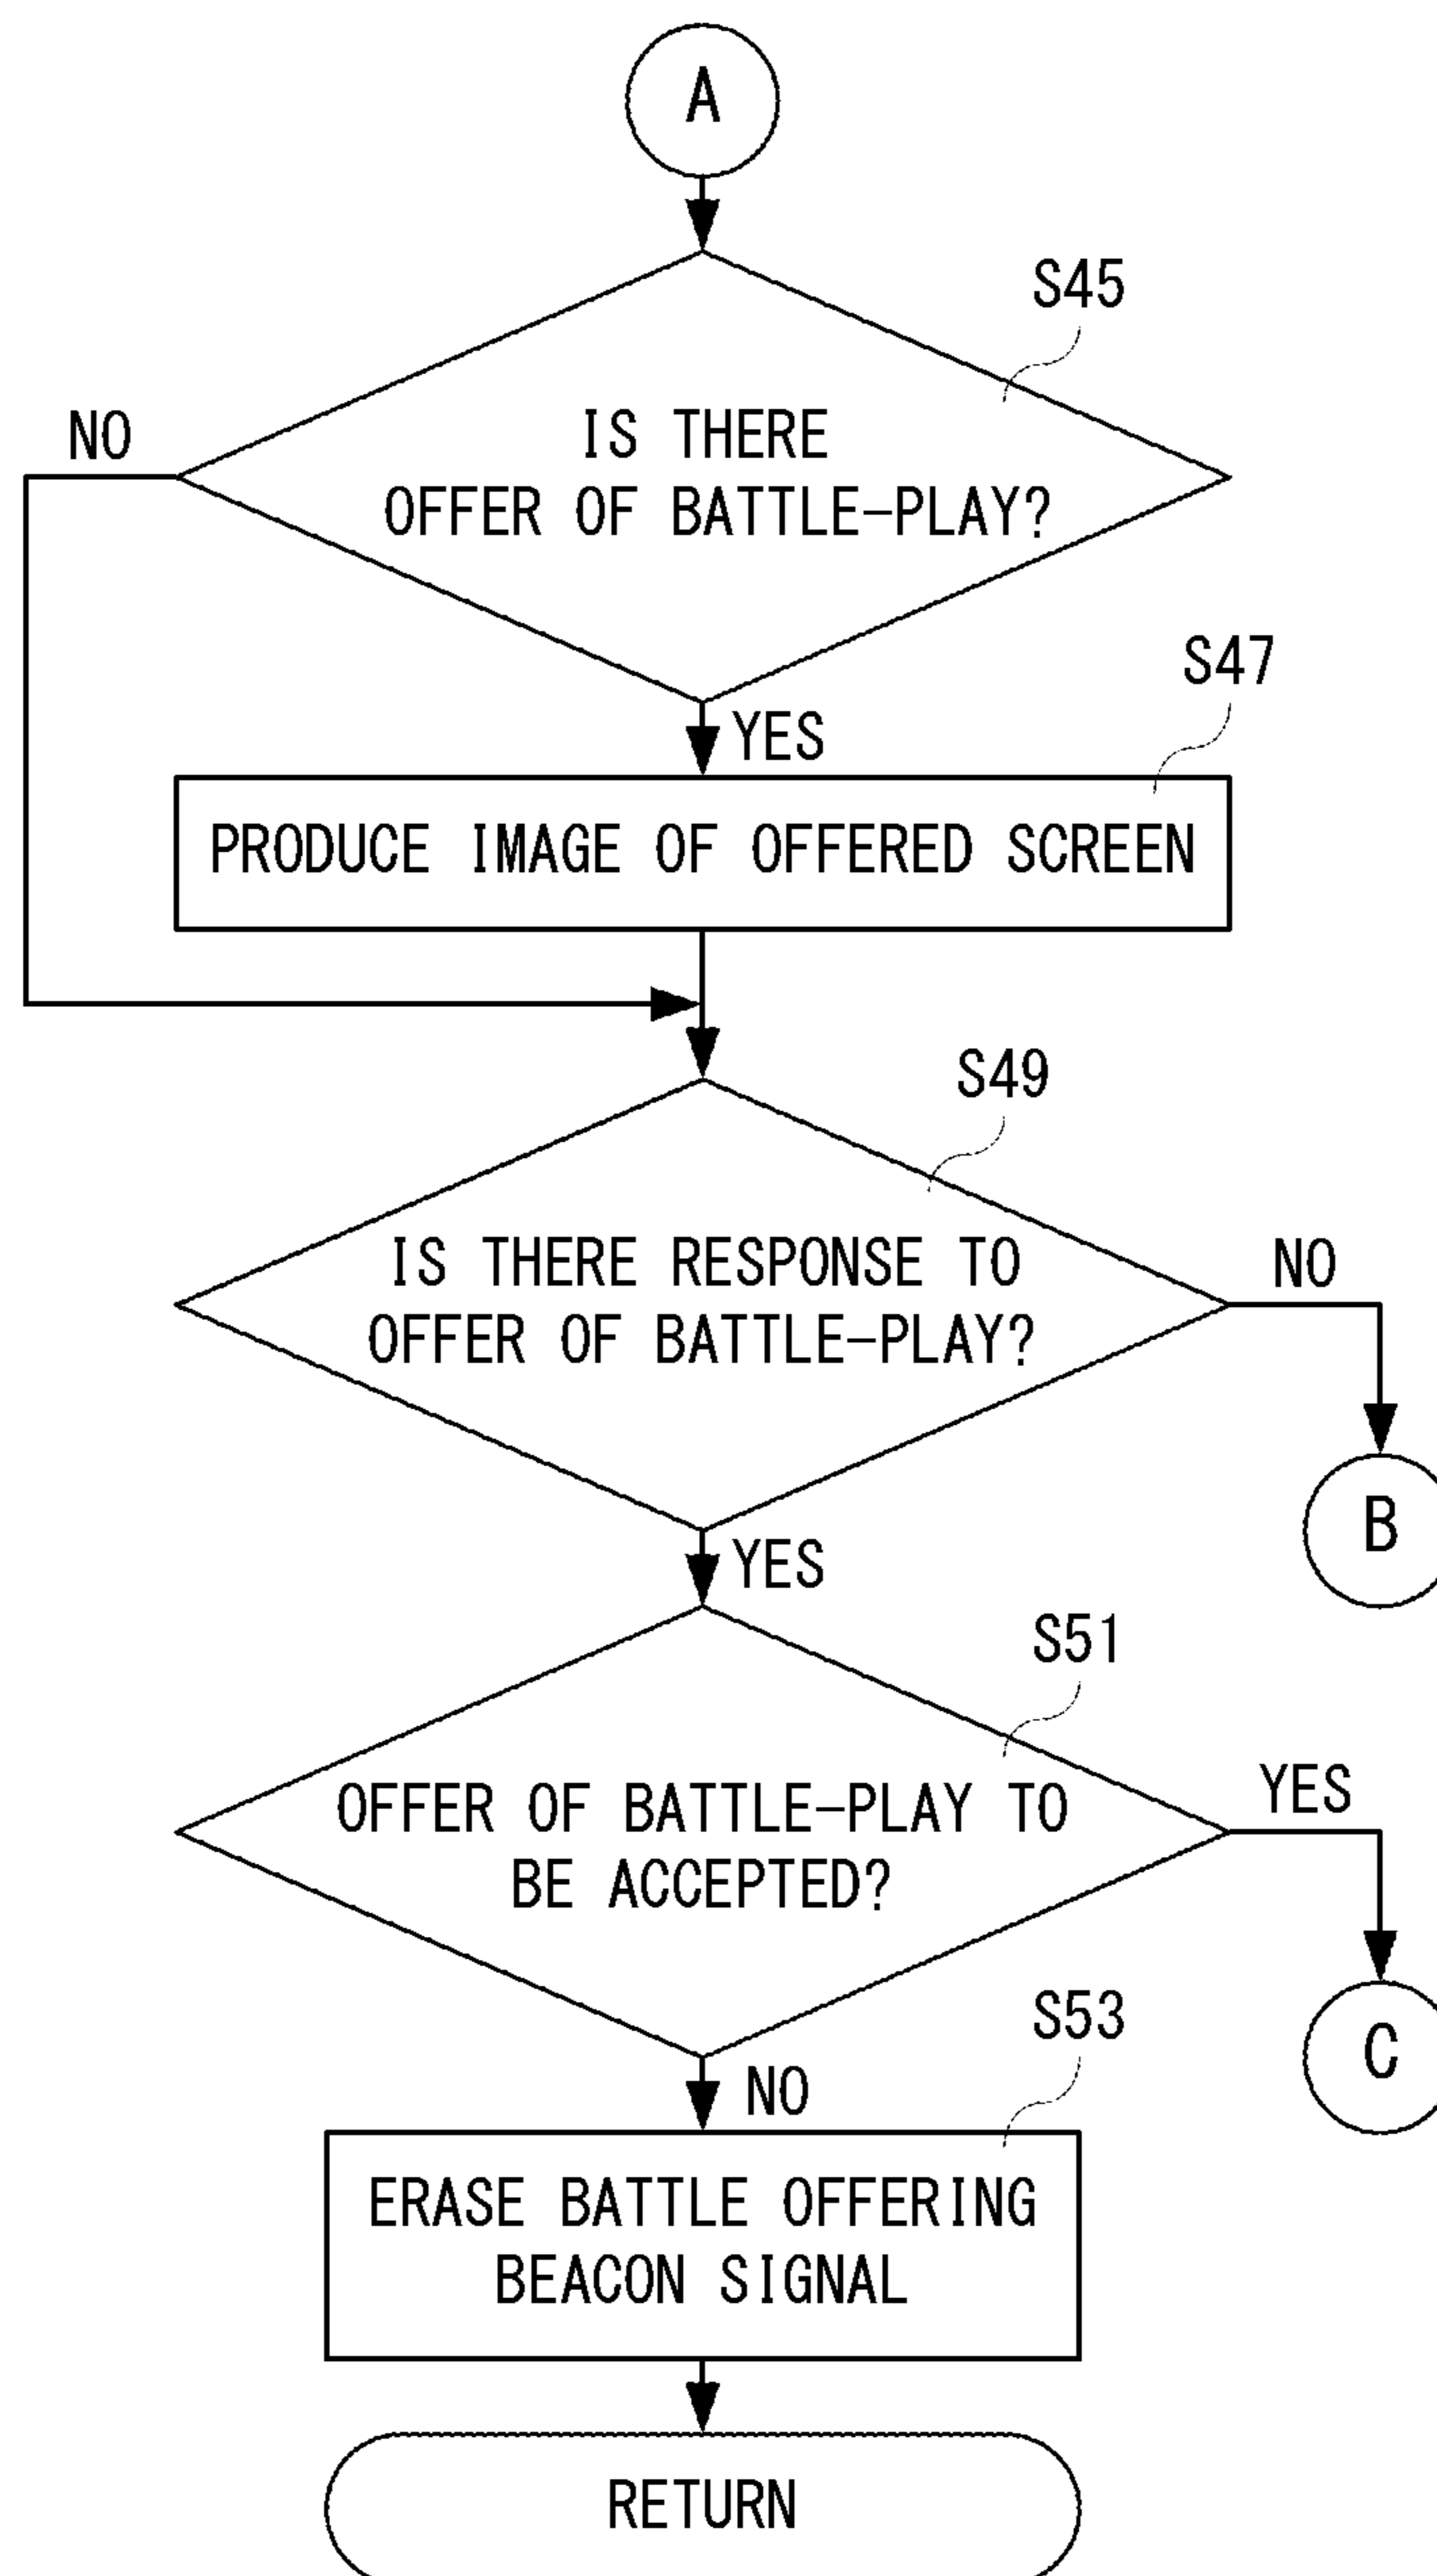 A
S45
IS THERE
OFFER OF BATTLE-PLAY?
NO
S47
YES
PRODUCE IMAGE OF OFFERED SCREEN
S49
IS THERE RESPONSE TO
OFFER OF BATTLE-PLAY?
NO
B
YES
S51
OFFER OF BATTLE-PLAY TO
BE ACCEPTED?
YES
C
S53
NO
ERASE BATTLE OFFERING
BEACON SIGNAL
RETURN